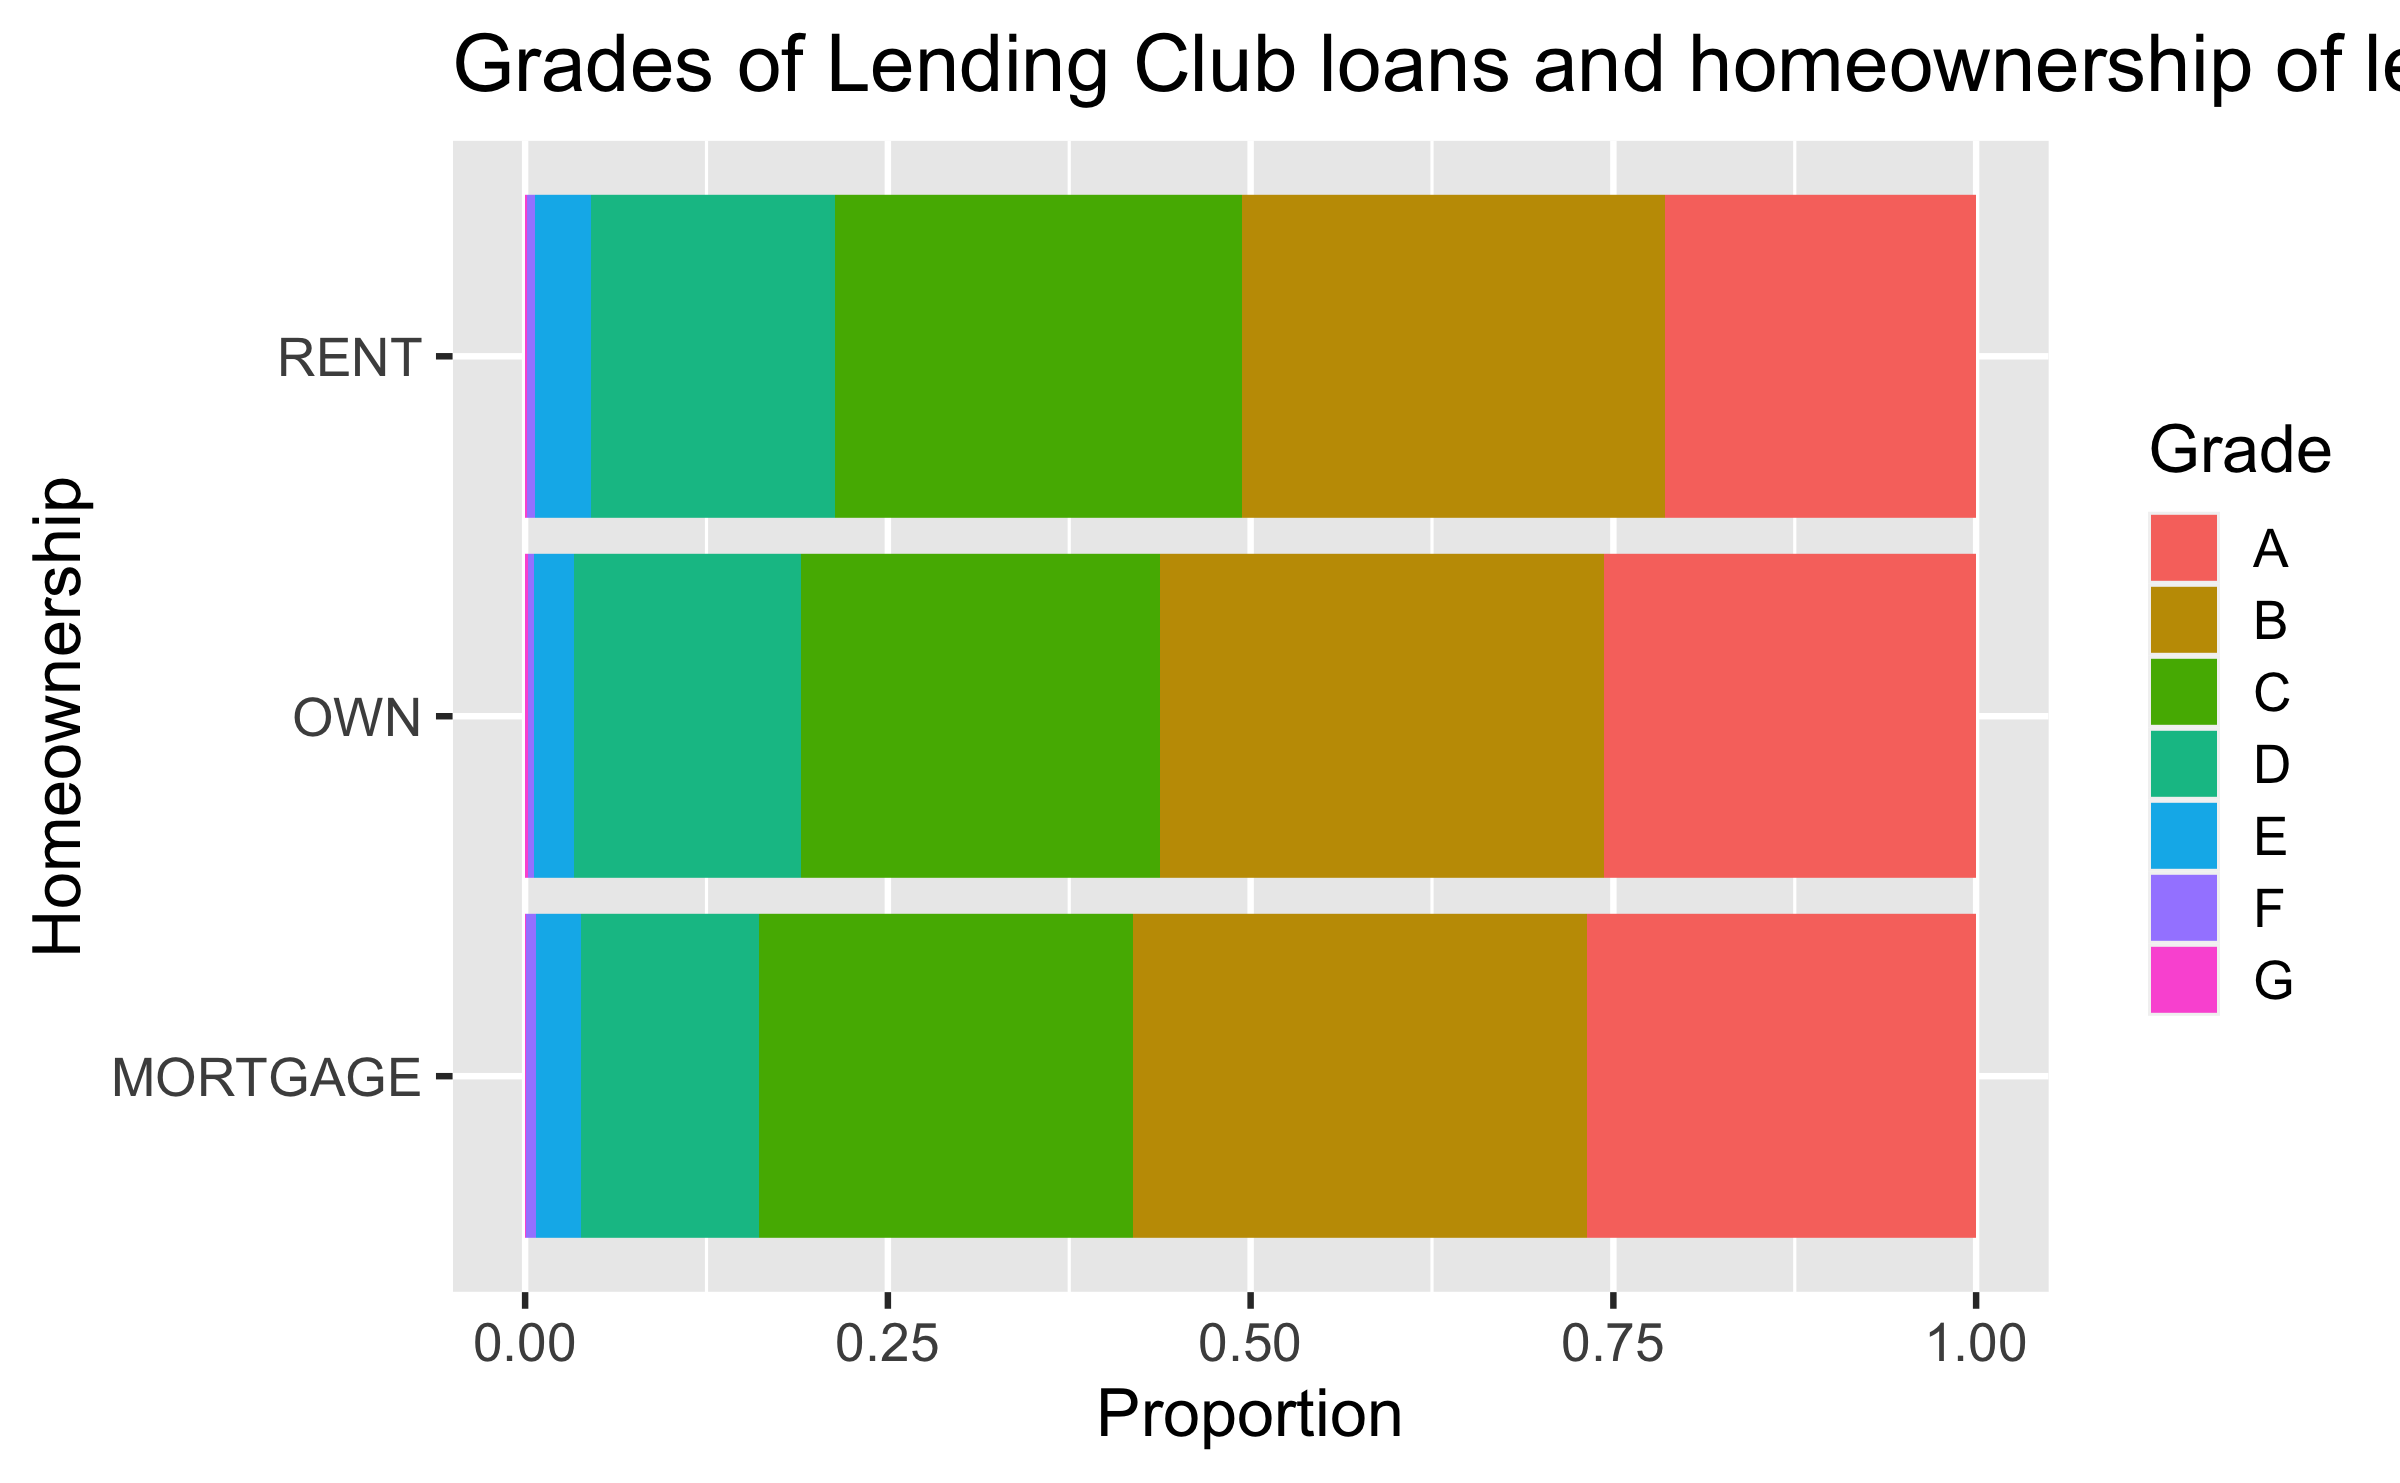 Grades of Lending Club loans and homeownership of
Homeownership
RENT
OWN
MORTGAGE
0.00 0.25 0.50 0.75 1.00
Proportion
Grade
A
B
C
D
E
F
G